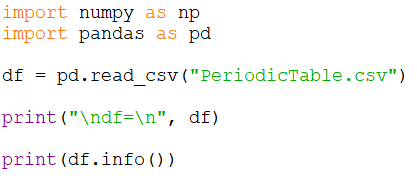 import numpy as np
import pandas as pd
df = pd.read_csv("PeriodicTable.csv")
print("\ndf=\n", df)
print(df.info())